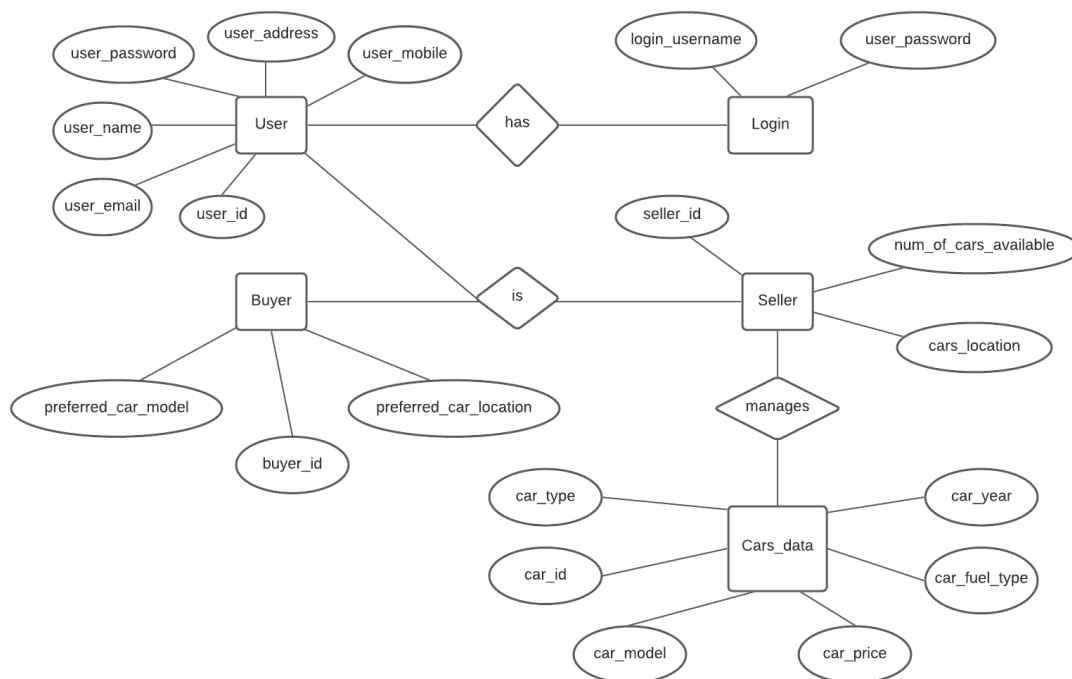 user_address
login_username
user_password
user_password
user_mobile
User
has
Login
user_name
user_email
user_id
seller_id
num_of_cars_available
Buyer
is
Seller
cars_location
preferred_car_model
preferred_car_location
manages
buyer_id
car_type
car_year
Cars_data
car_id
car_fuel_type
car_model
car_price